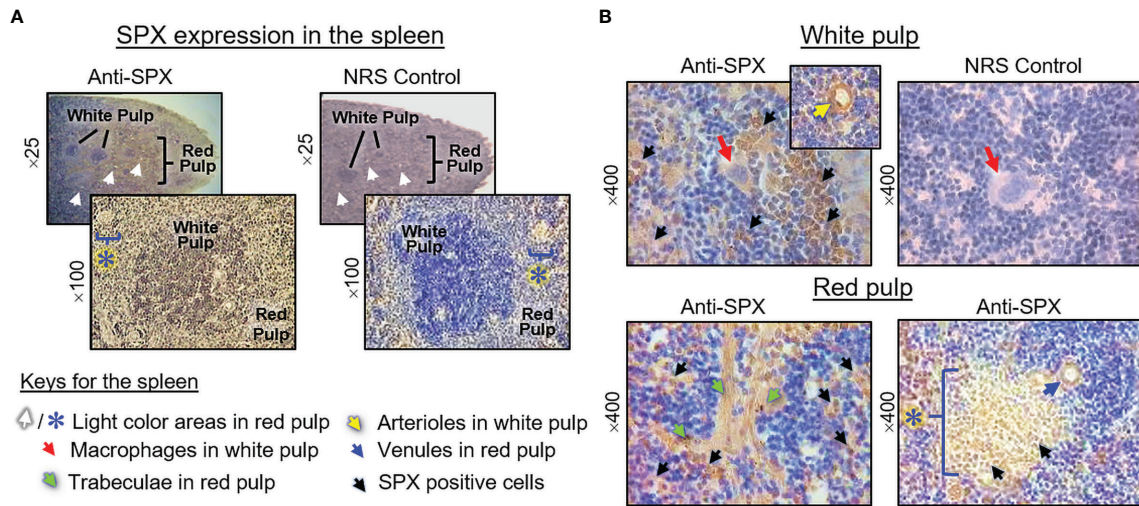 A
SPX expression in the spleen
Anti-SPX
NRS Control
×25
White Pulp
Red
Pulp
×25
White Pulp
Red
Pulp
×100
White
Pulp
*
Red
Pulp
×100
White
Pulp
*
Red
Pulp
Keys for the spleen
/ * Light color areas in red pulp
Macrophages in white pulp
Trabeculae in red pulp
Arterioles in white pulp
Venules in red pulp
SPX positive cells
B
White pulp
Anti-SPX
NRS Control
×400
×400
Red pulp
Anti-SPX
Anti-SPX
×400
×400
*